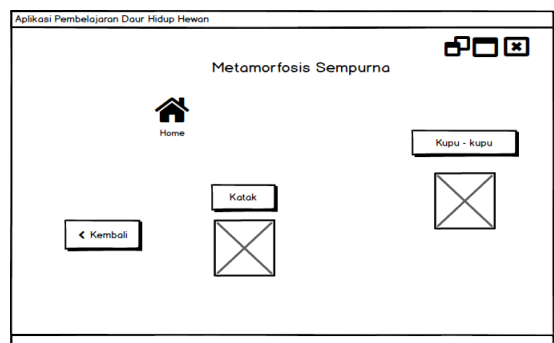 Aplikasi Pembelajaran Daur Hidup Hewan
Metamorfosis Sempurna
Home
Kupu - kupu
Katak
< Kembali